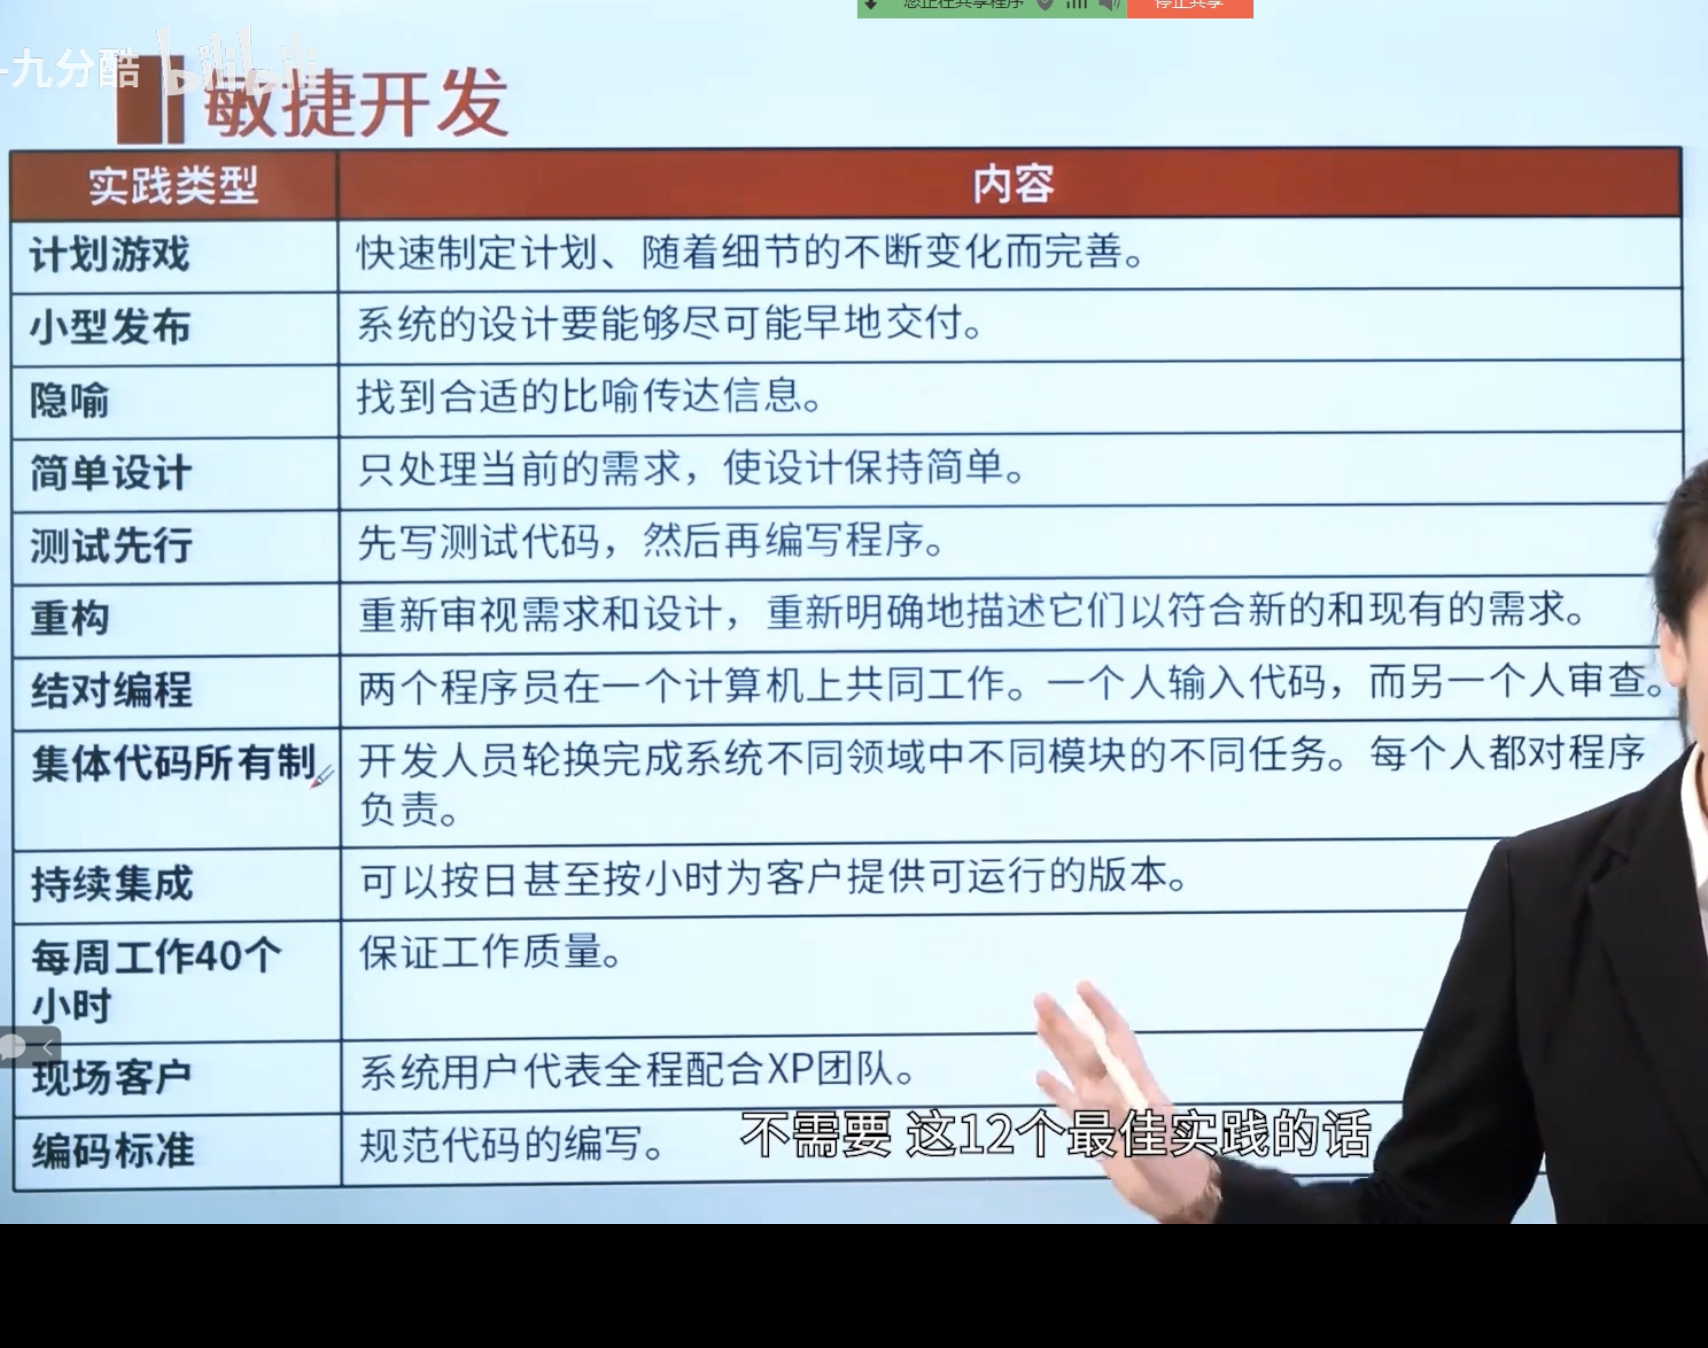 您正在共享程序 停止共享
-九分酷 bilibili
敏捷开发
实践类型 内容
计划游戏 快速制定计划、随着细节的不断变化而完善。
小型发布 系统的设计要能够尽可能早地交付。
隐喻 找到合适的比喻传达信息。
简单设计 只处理当前的需求，使设计保持简单。
测试先行 先写测试代码，然后再编写程序。
重构 重新审视需求和设计，重新明确地描述它们以符合新的和现有的需求。
结对编程 两个程序员在一个计算机上共同工作。一个人输入代码，而另一个人审查。
集体代码所有制 开发人员轮换完成系统不同领域中不同模块的不同任务。每个人都对程序
负责。
持续集成 可以按日甚至按小时为客户提供可运行的版本。
每周工作40个 保证工作质量。
小时
现场客户 系统用户代表全程配合XP团队。
编码标准 规范代码的编写。
不需要 这12个最佳实践的话